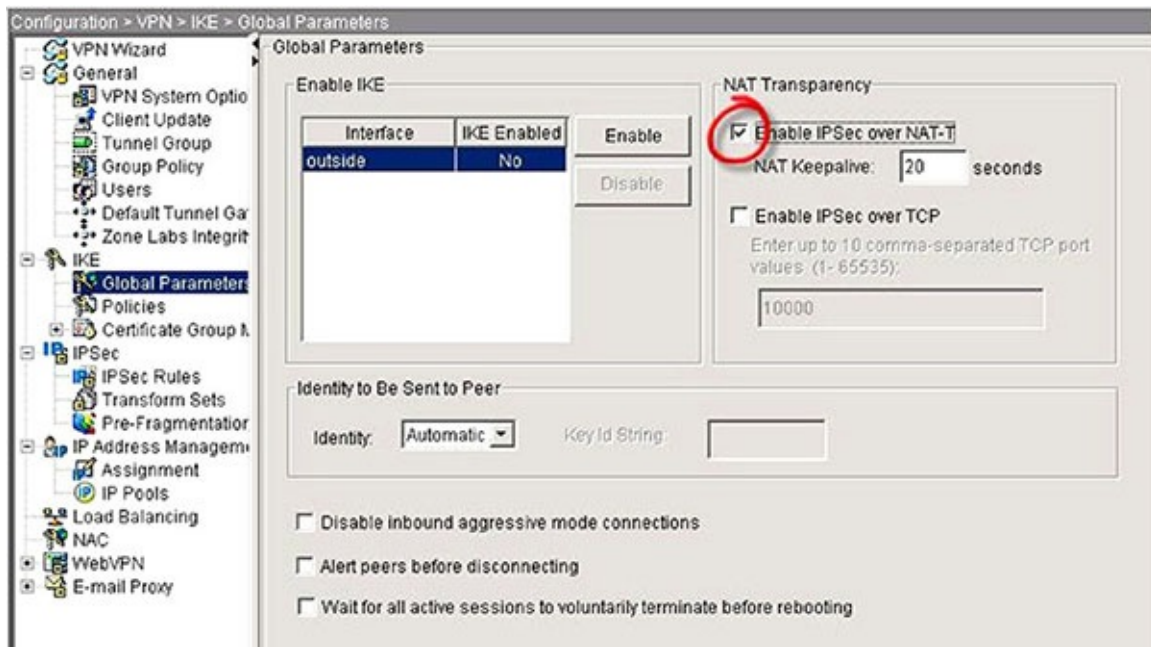 Configuration > VPN > IKE > Global Parameters
VPN Wizard
General
VPN System Optio
Client Update
Tunnel Group
Group Policy
Users
Default Tunnel Ga
Zone Labs Integrit
IKE
Global Parameters
Policies
Certificate Group M
IPSec
IPSec Rules
Transform Sets
Pre-Fragmentation
IP Address Managem
Assignment
IP Pools
Load Balancing
NAC
WebVPN
E-mail Proxy
Global Parameters
Enable IKE
Interface IKE Enabled
outside No
Enable
Disable
NAT Transparency
Enable IPSec over NAT-T
NAT Keepalive: 20 seconds
Enable IPSec over TCP
Enter up to 10 comma-separated TCP port
values (1- 65535):
10000
Identity to Be Sent to Peer
Identity: Automatic Key Id String:
Disable inbound aggressive mode connections
Alert peers before disconnecting
Wait for all active sessions to voluntarily terminate before rebooting